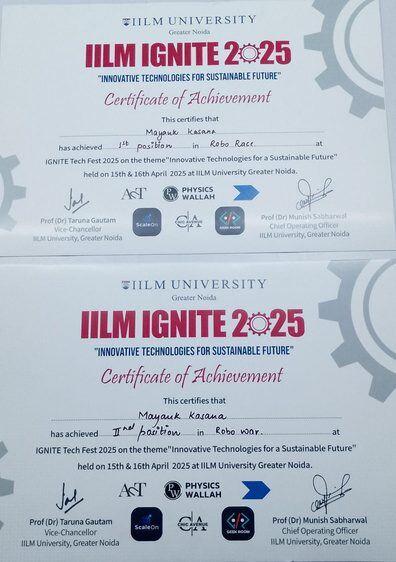 IILM UNIVERSITY
Greater Noida
IILM IGNITE 2025
"INNOVATIVE TECHNOLOGIES FOR SUSTAINABLE FUTURE"
Certificate of Achievement
This certifies that
Mayank Kasana
has achieved 1st position in Robo Race. at
IGNITE Tech Fest 2025 on the theme"Innovative Technologies for a Sustainable Future"
held on 15th & 16th April 2025 at IILM University Greater Noida.
PHYSICS
WALLAH
ScaleOn
CHIC AVENUE
GEEK ROOM
Prof (Dr) Taruna Gautam
Vice-Chancellor
IILM University, Greater Noida
Prof (Dr) Munish Sabharwal
Chief Operating Officer
IILM University, Greater Noida
IILM UNIVERSITY
Greater Noida
IILM IGNITE 2025
"INNOVATIVE TECHNOLOGIES FOR SUSTAINABLE FUTURE"
Certificate of Achievement
This certifies that
Mayank Kasana
has achieved IInd position in Robo war. at
IGNITE Tech Fest 2025 on the theme"Innovative Technologies for a Sustainable Future"
held on 15th & 16th April 2025 at IILM University Greater Noida.
PW PHYSICS
WALLAH
ScaleOn
CHIC AVENUE
GEEK ROOM
Prof (Dr) Taruna Gautam
Vice-Chancellor
IILM University, Greater Noida
Prof (Dr) Munish Sabharwal
Chief Operating Officer
IILM University, Greater Noida